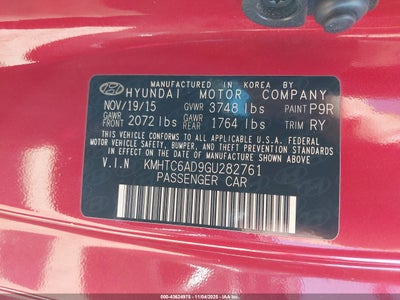 MANUFACTURED IN KOREA BY
HYUNDAI MOTOR COMPANY
NOV/19/15 GVWR 3748 lbs PAINT P9R
GAWR FRONT 2072 lbs GAWR REAR 1764 lbs TRIM RY
THIS VEHICLE CONFORMS TO ALL APPLICABLE U.S.A. FEDERAL
MOTOR VEHICLE SAFETY, BUMPER, AND THEFT PREVENTION STANDARDS
IN EFFECT ON THE DATE OF MANUFACTURE SHOWN ABOVE.
V.I.N KMHTC6AD9GU282761
PASSENGER CAR
000-43624975 - 11/04/2025 - IAAI.COM